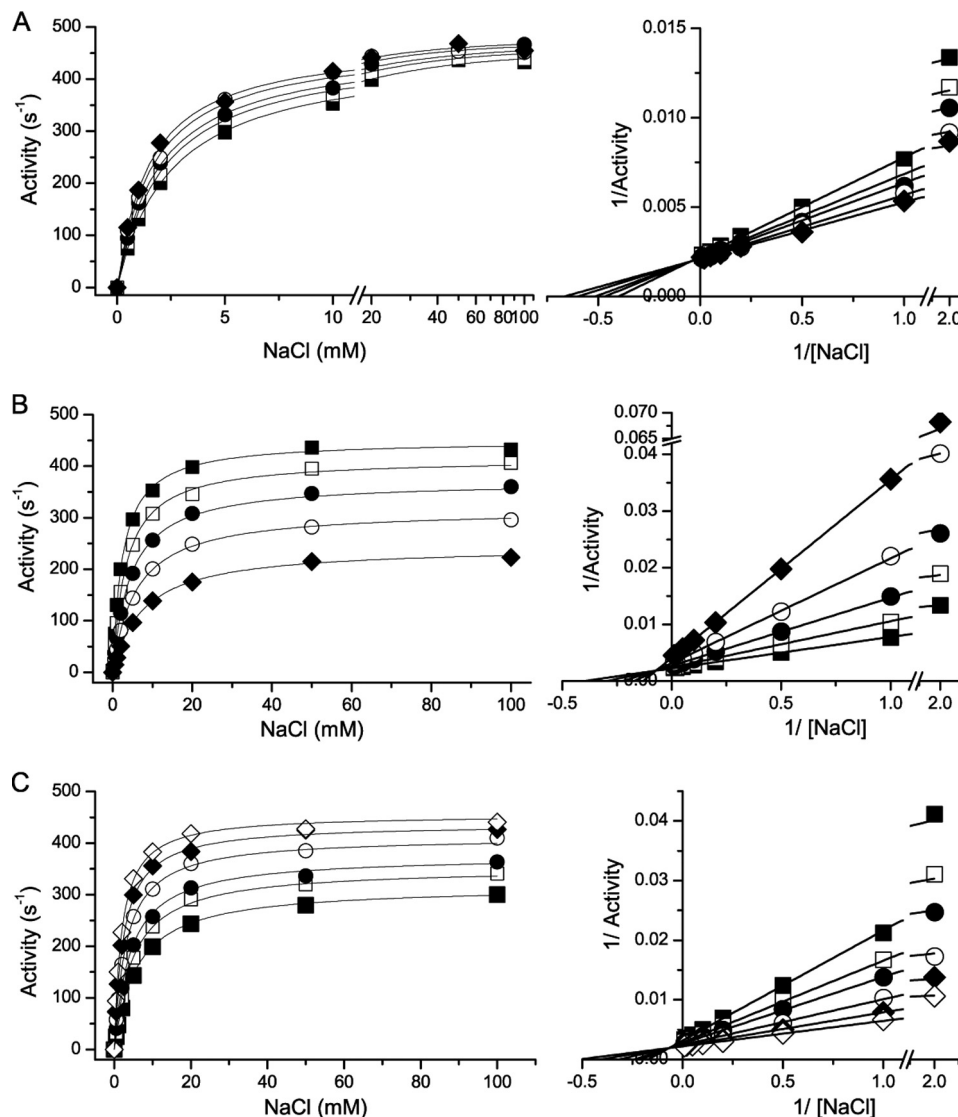 A
500
400
300
200
100
0
Activity (s⁻¹)
0 5 10 20 40 60 80 100
NaCl (mM)
0.015
0.010
0.005
0.000
1/Activity
-0.5 0.0 0.5 1.0 2.0
1/[NaCl]
B
500
400
300
200
100
0
Activity (s⁻¹)
0 20 40 60 80 100
NaCl (mM)
0.070
0.065
0.04
0.03
0.02
0.01
0.00
1/Activity
-0.5 0.0 0.5 1.0 2.0
1/ [NaCl]
C
500
400
300
200
100
0
Activity (s⁻¹)
0 20 40 60 80 100
NaCl (mM)
0.04
0.03
0.02
0.01
0.00
1/ Activity
-0.5 0.0 0.5 1.0 2.0
1/ [NaCl]